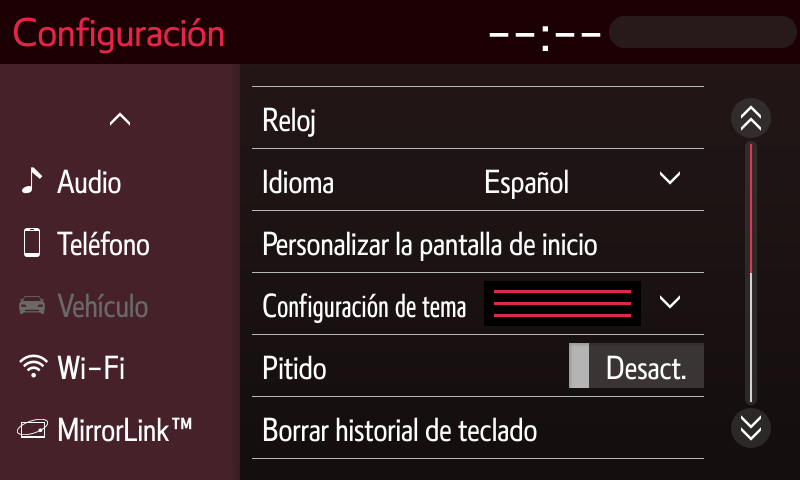 Configuración
--:--
Reloj
Audio
Idioma Español
Teléfono
Personalizar la pantalla de inicio
Vehículo
Configuración de tema
Wi-Fi
Pitido Desact.
MirrorLink™
Borrar historial de teclado